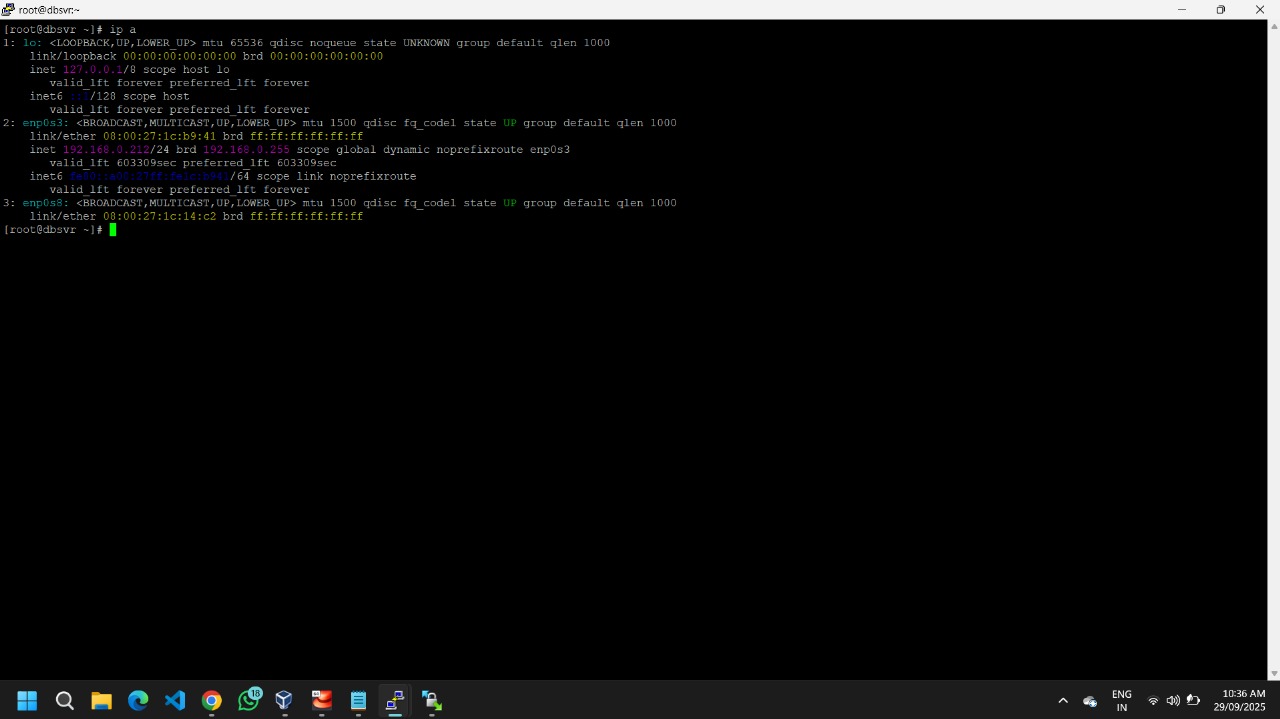 root@dbsvr:~
[root@dbsvr ~]# ip a
1: lo: <LOOPBACK,UP,LOWER_UP> mtu 65536 qdisc noqueue state UNKNOWN group default qlen 1000
    link/loopback 00:00:00:00:00:00 brd 00:00:00:00:00:00
    inet 127.0.0.1/8 scope host lo
       valid_lft forever preferred_lft forever
    inet6 ::1/128 scope host
       valid_lft forever preferred_lft forever
2: enp0s3: <BROADCAST,MULTICAST,UP,LOWER_UP> mtu 1500 qdisc fq_codel state UP group default qlen 1000
    link/ether 08:00:27:1c:b9:41 brd ff:ff:ff:ff:ff:ff
    inet 192.168.0.212/24 brd 192.168.0.255 scope global dynamic noprefixroute enp0s3
       valid_lft 603309sec preferred_lft 603309sec
    inet6 fe80::a00:27ff:fe1c:b941/64 scope link noprefixroute
       valid_lft forever preferred_lft forever
3: enp0s8: <BROADCAST,MULTICAST,UP,LOWER_UP> mtu 1500 qdisc fq_codel state UP group default qlen 1000
    link/ether 08:00:27:1c:14:c2 brd ff:ff:ff:ff:ff:ff
[root@dbsvr ~]#
18
ENG
IN
10:36 AM
29/09/2025